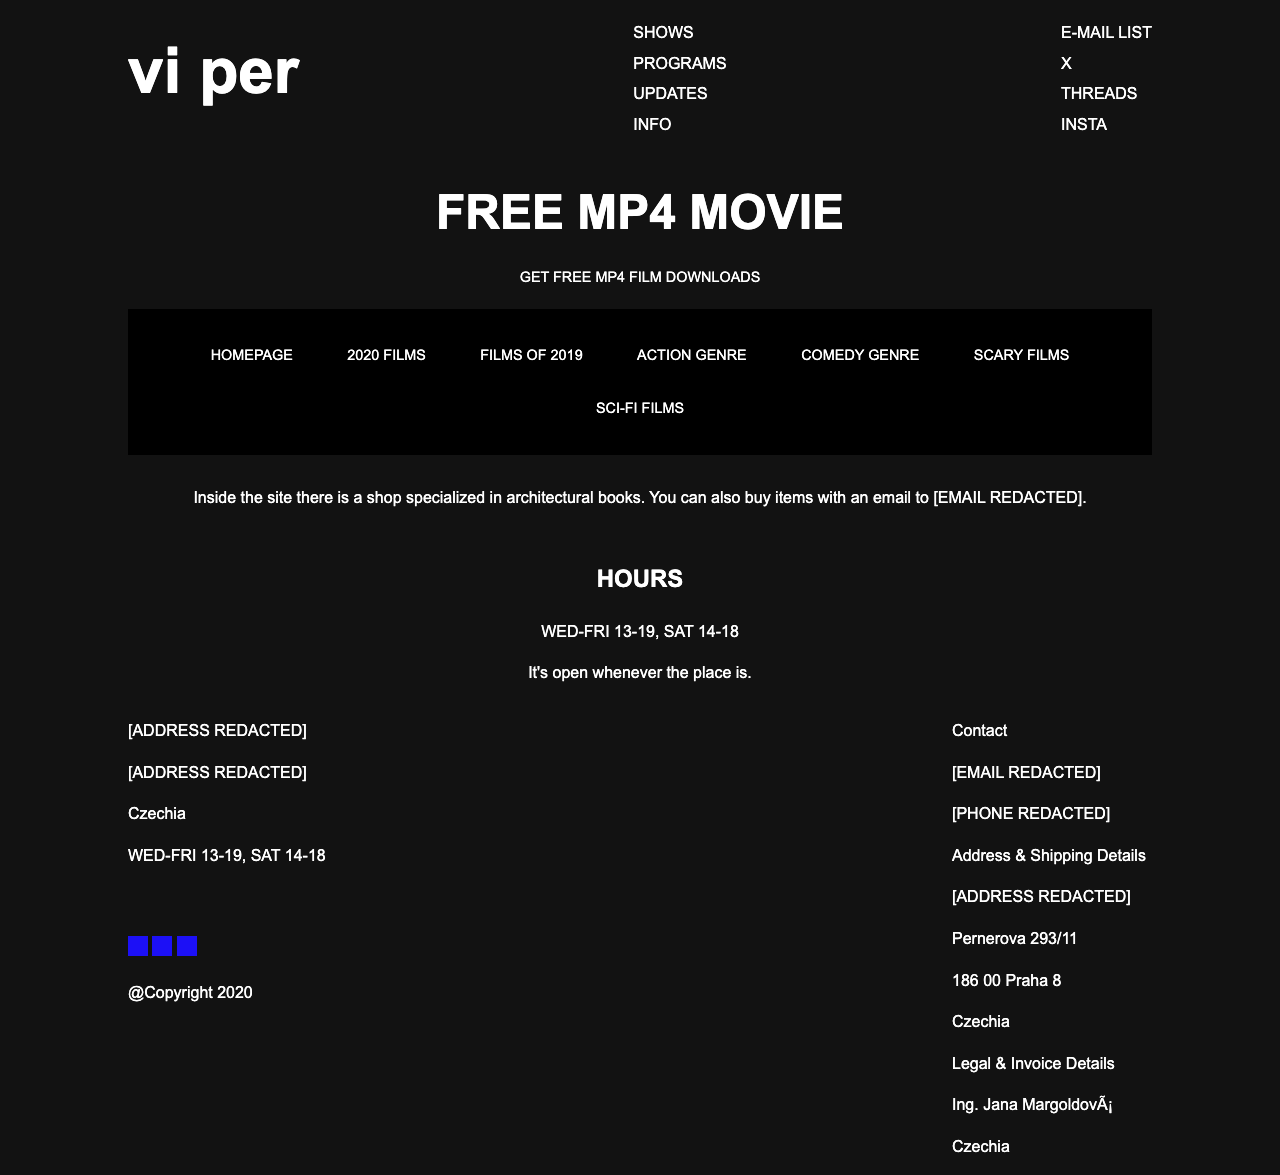 vi per
SHOWS
PROGRAMS
UPDATES
INFO
E-MAIL LIST
X
THREADS
INSTA
FREE MP4 MOVIE
GET FREE MP4 FILM DOWNLOADS
HOMEPAGE 2020 FILMS FILMS OF 2019 ACTION GENRE COMEDY GENRE SCARY FILMS
SCI-FI FILMS
Inside the site there is a shop specialized in architectural books. You can also buy items with an email to [EMAIL REDACTED].
HOURS
WED-FRI 13-19, SAT 14-18
It's open whenever the place is.
[ADDRESS REDACTED]
[ADDRESS REDACTED]
Czechia
WED-FRI 13-19, SAT 14-18
@Copyright 2020
Contact
[EMAIL REDACTED]
[PHONE REDACTED]
Address & Shipping Details
[ADDRESS REDACTED]
Pernerova 293/11
186 00 Praha 8
Czechia
Legal & Invoice Details
Ing. Jana MargoldovÃ¡
Czechia